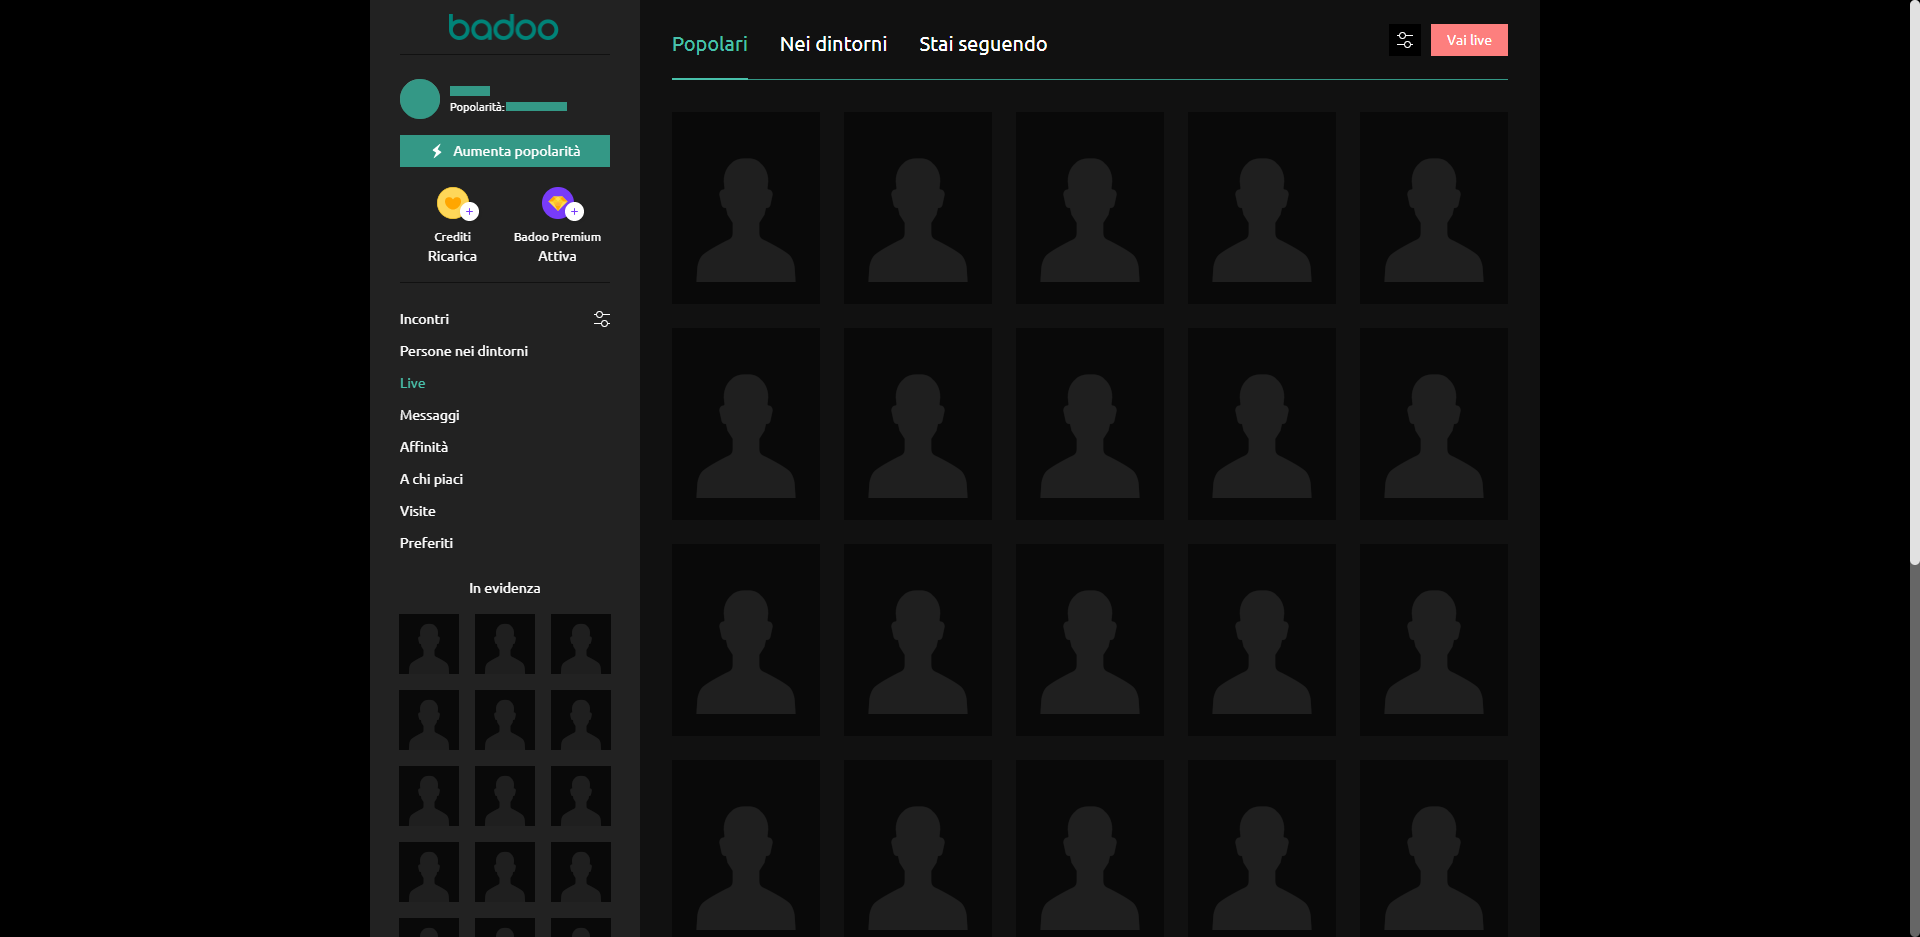 badoo
Popolari
Nei dintorni
Stai seguendo
Vai live
Popolarità:
Aumenta popolarità
Crediti
Ricarica
Badoo Premium
Attiva
Incontri
Persone nei dintorni
Live
Messaggi
Affinità
A chi piaci
Visite
Preferiti
In evidenza